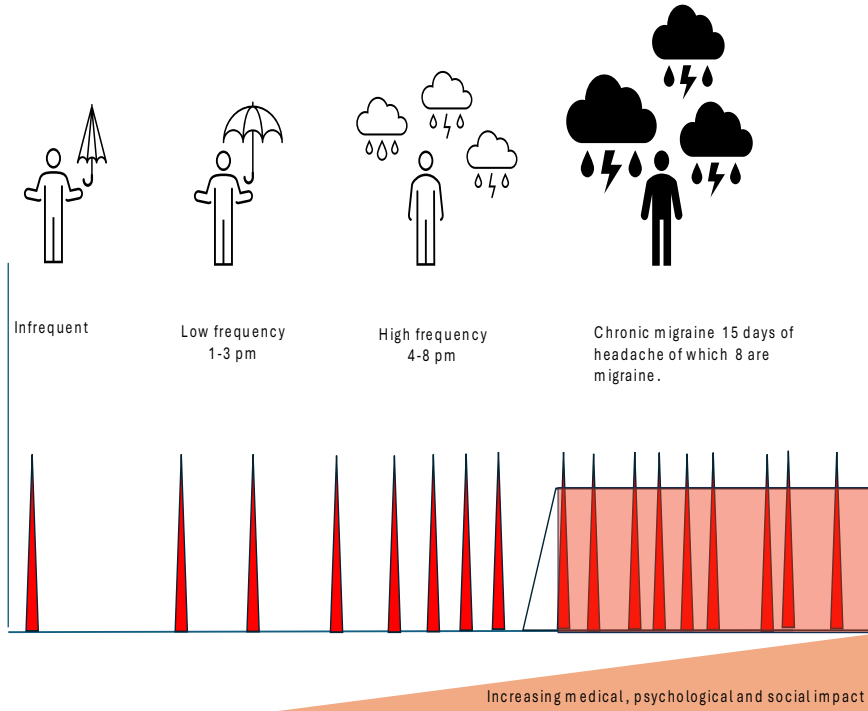 Infrequent
Low frequency
1-3 pm
High frequency
4-8 pm
Chronic migraine 15 days of
headache of which 8 are
migraine.
Increasing medical, psychological and social impact